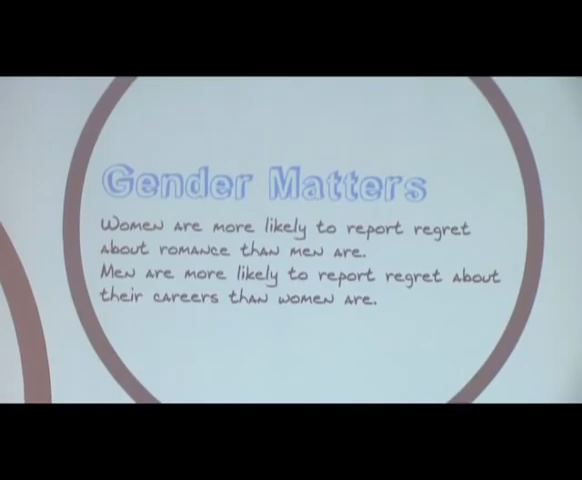 Gender Matters
Women are more likely to report regret
about romance than men are.
Men are more likely to report regret about
their careers than women are.